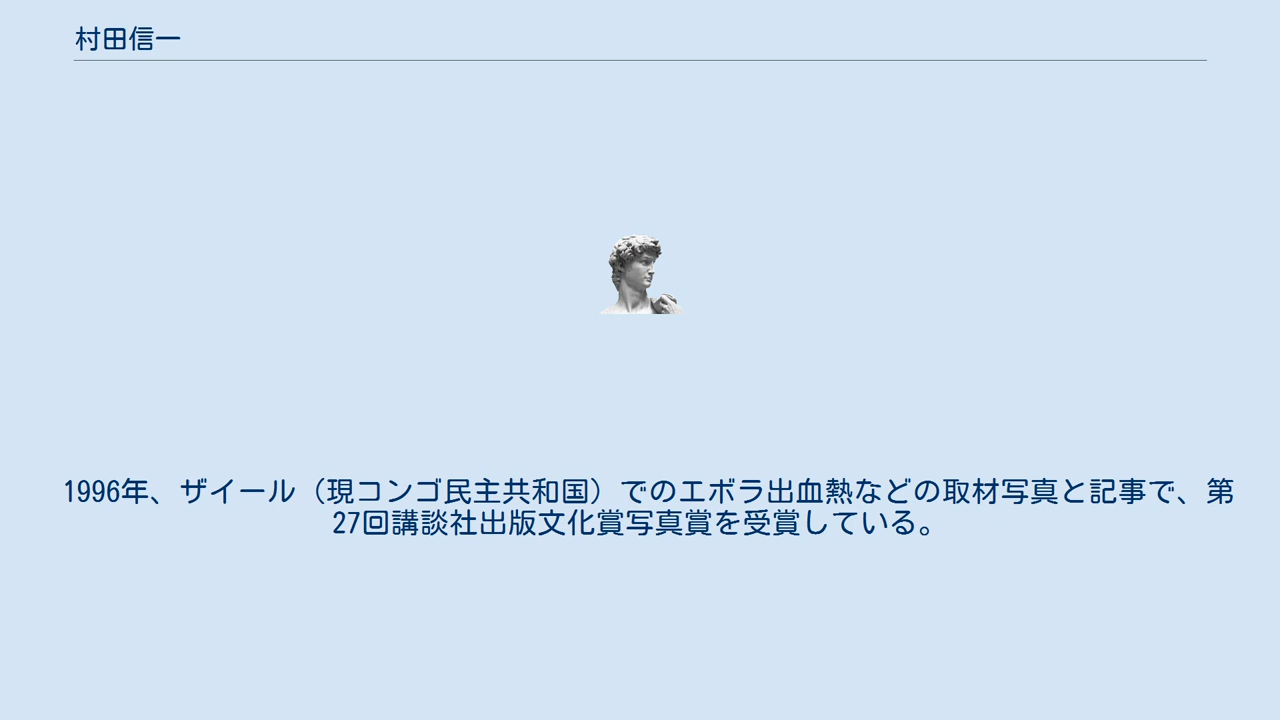 村田信一
1996年、ザイール（現コンゴ民主共和国）でのエボラ出血熱などの取材写真と記事で、第
27回講談社出版文化賞写真賞を受賞している。